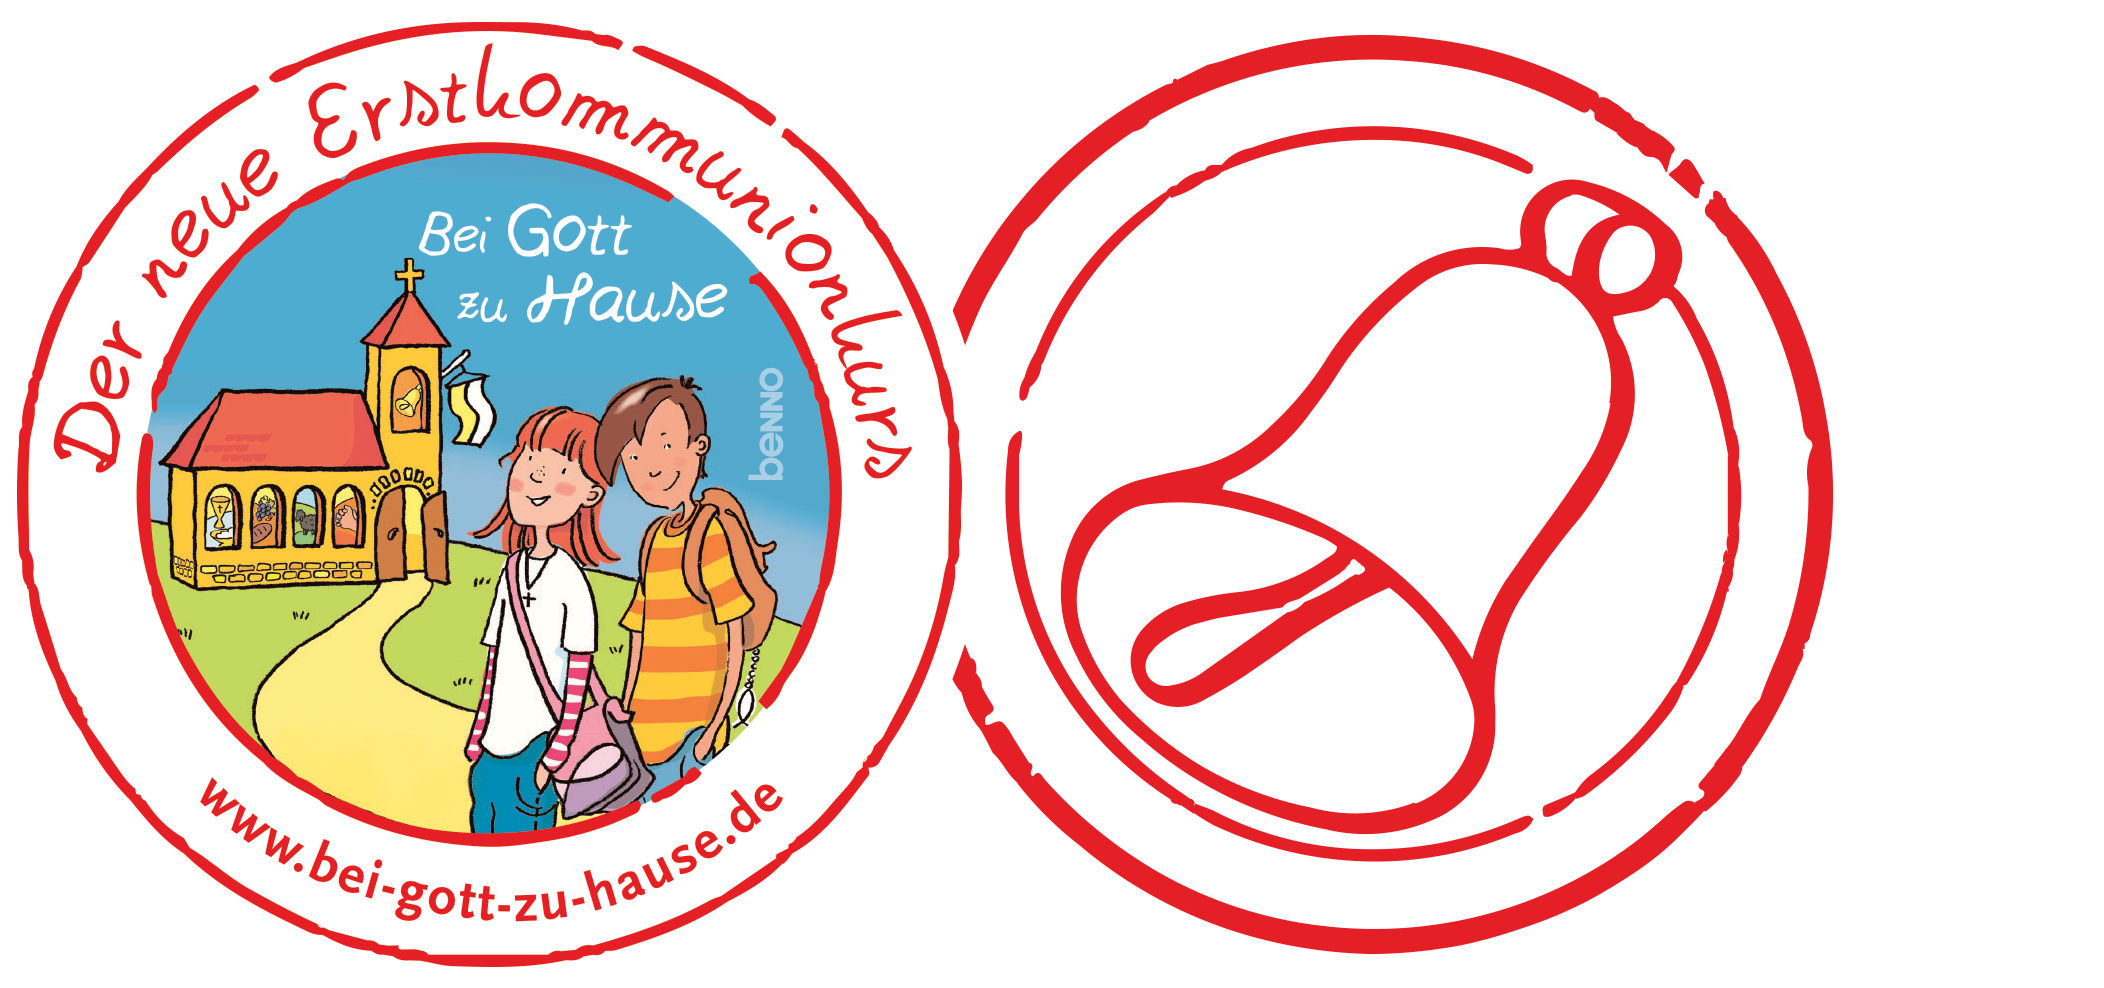 Der neue Erstkommunionkurs
Bei Gott
zu Hause
benno
www.bei-gott-zu-hause.de